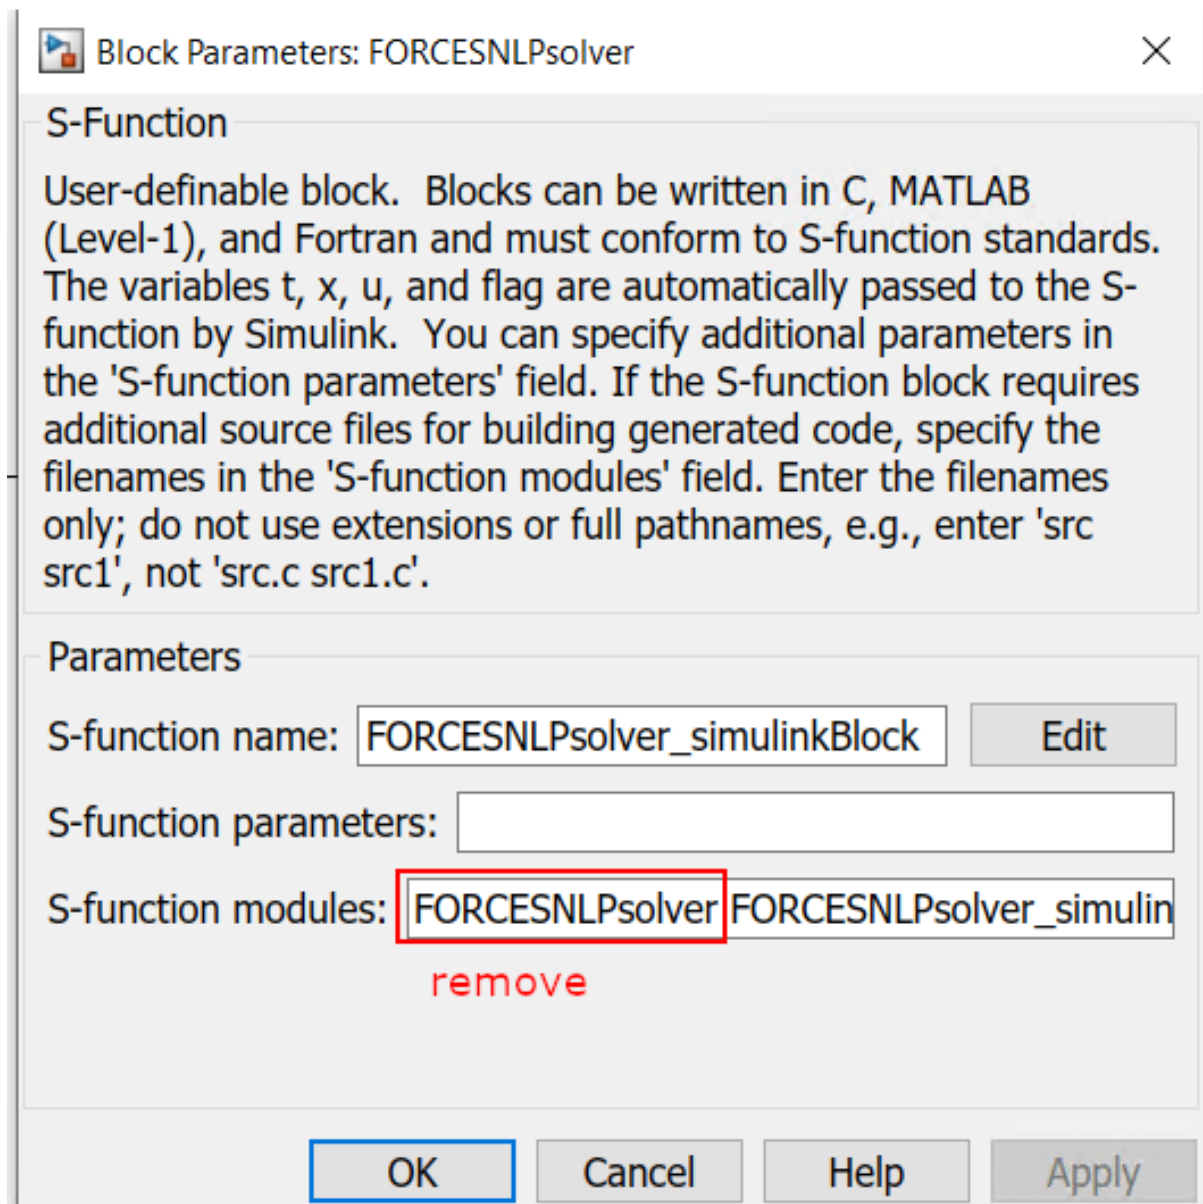 Block Parameters: FORCESNLPsolver
S-Function
User-definable block.  Blocks can be written in C, MATLAB
(Level-1), and Fortran and must conform to S-function standards.
The variables t, x, u, and flag are automatically passed to the S-
function by Simulink.  You can specify additional parameters in
the 'S-function parameters' field. If the S-function block requires
additional source files for building generated code, specify the
filenames in the 'S-function modules' field. Enter the filenames
only; do not use extensions or full pathnames, e.g., enter 'src
src1', not 'src.c src1.c'.
Parameters
S-function name: FORCESNLPsolver_simulinkBlock Edit
S-function parameters:
S-function modules: FORCESNLPsolver FORCESNLPsolver_simulin
remove
OK Cancel Help Apply